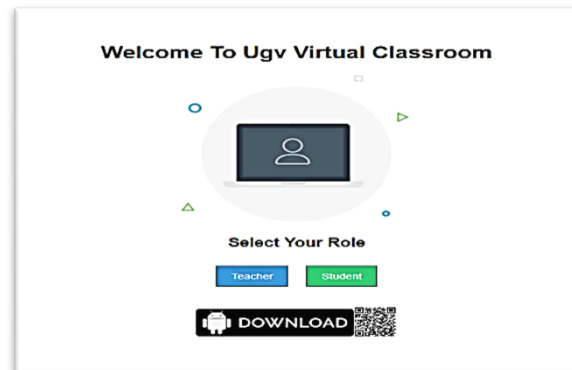 Welcome To Ugv Virtual Classroom
Select Your Role
Teacher Student
DOWNLOAD